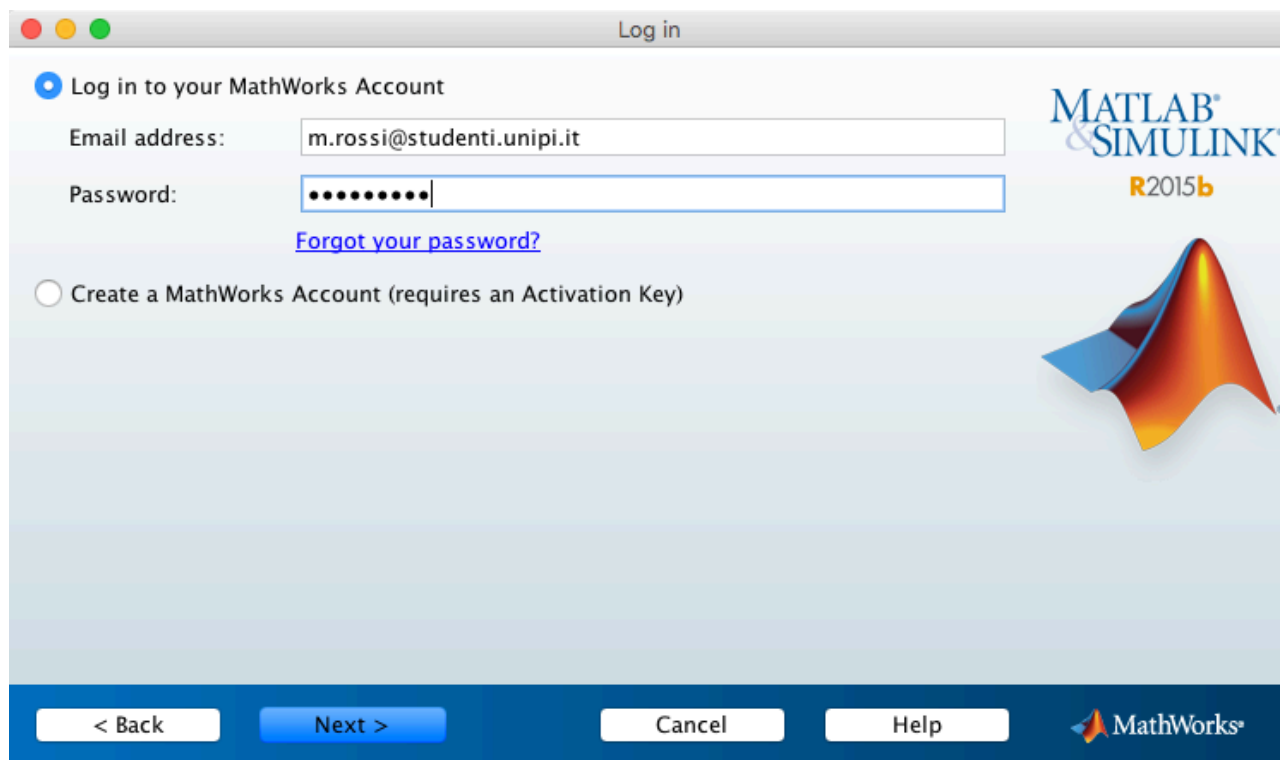 Log in
Log in to your MathWorks Account
Email address: m.rossi@studenti.unipi.it
Password: •••••••••
Forgot your password?
Create a MathWorks Account (requires an Activation Key)
MATLAB®
&SIMULINK®
R2015b
< Back Next > Cancel Help MathWorks®